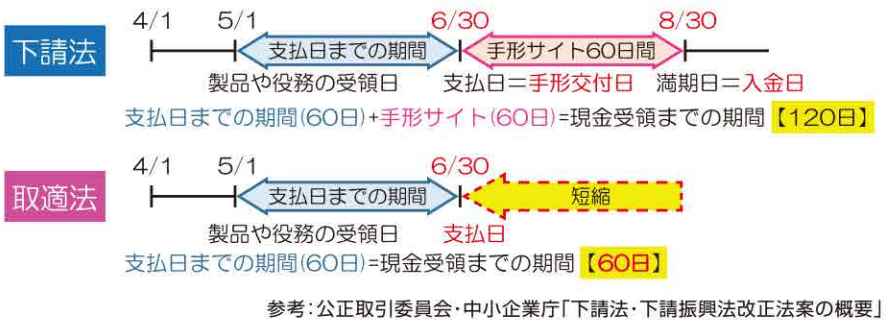 4/1 5/1 6/30 8/30
下請法 支払日までの期間 手形サイト60日間
製品や役務の受領日 支払日=手形交付日 満期日=入金日
支払日までの期間(60日)+手形サイト(60日)=現金受領までの期間【120日】
4/1 5/1 6/30
取適法 支払日までの期間 短縮
製品や役務の受領日 支払日
支払日までの期間(60日)=現金受領までの期間【60日】
参考:公正取引委員会・中小企業庁「下請法・下請振興法改正法案の概要」